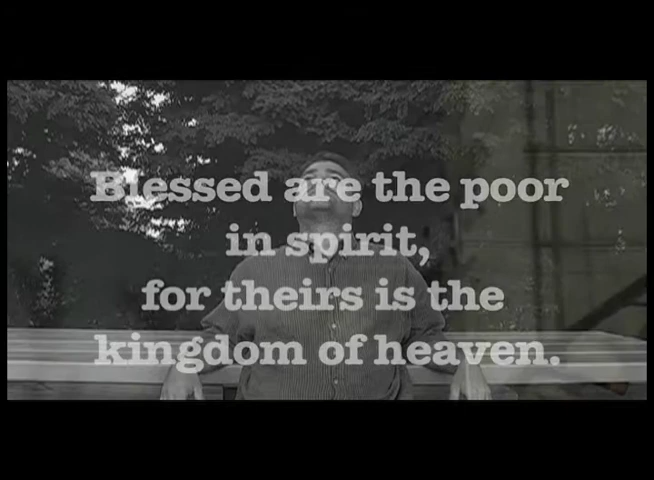 Blessed are the poor
in spirit,
for theirs is the
kingdom of heaven.